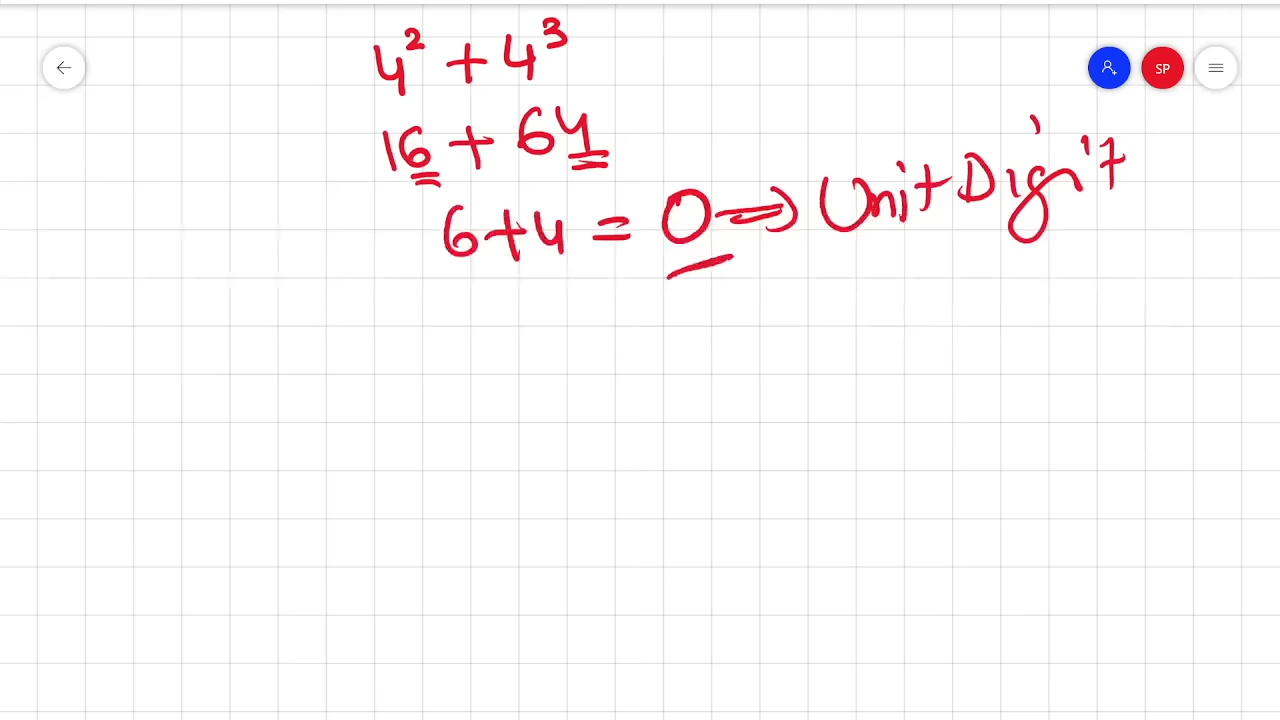 4² + 4³
SP
16 + 64
6+4 = 0 ⇒ Unit Digit